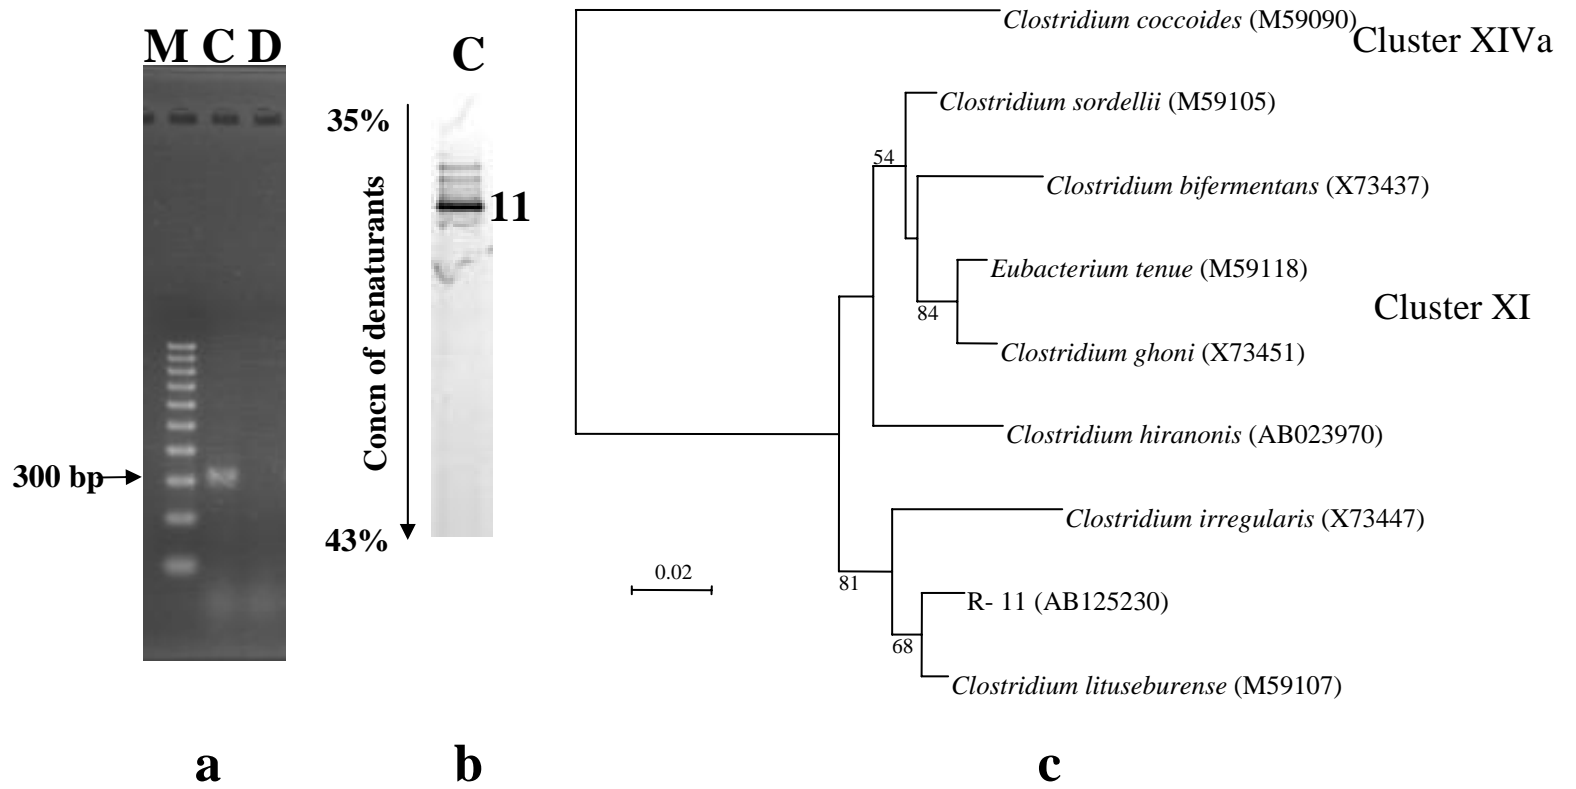 M C D
300 bp
a
C
35%
Concn of denaturants
43%
11
b
Clostridium coccoides (M59090)
Cluster XIVa
Clostridium sordellii (M59105)
54
Clostridium bifermentans (X73437)
Eubacterium tenue (M59118)
Cluster XI
84
Clostridium ghoni (X73451)
Clostridium hiranonis (AB023970)
Clostridium irregularis (X73447)
0.02
81
R- 11 (AB125230)
68
Clostridium lituseburense (M59107)
c